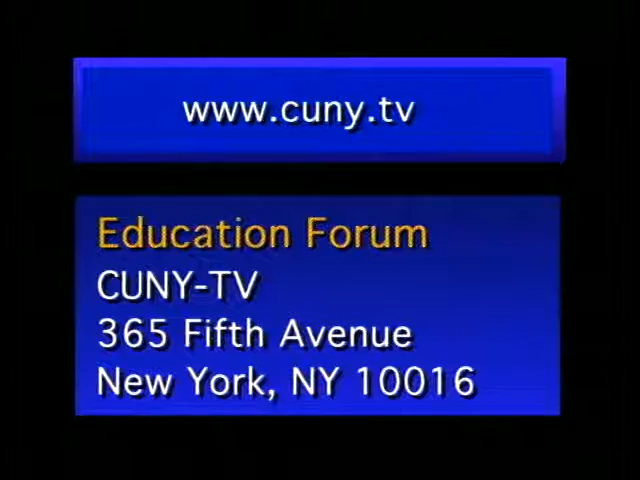 www.cuny.tv
Education Forum
CUNY-TV
365 Fifth Avenue
New York, NY 10016